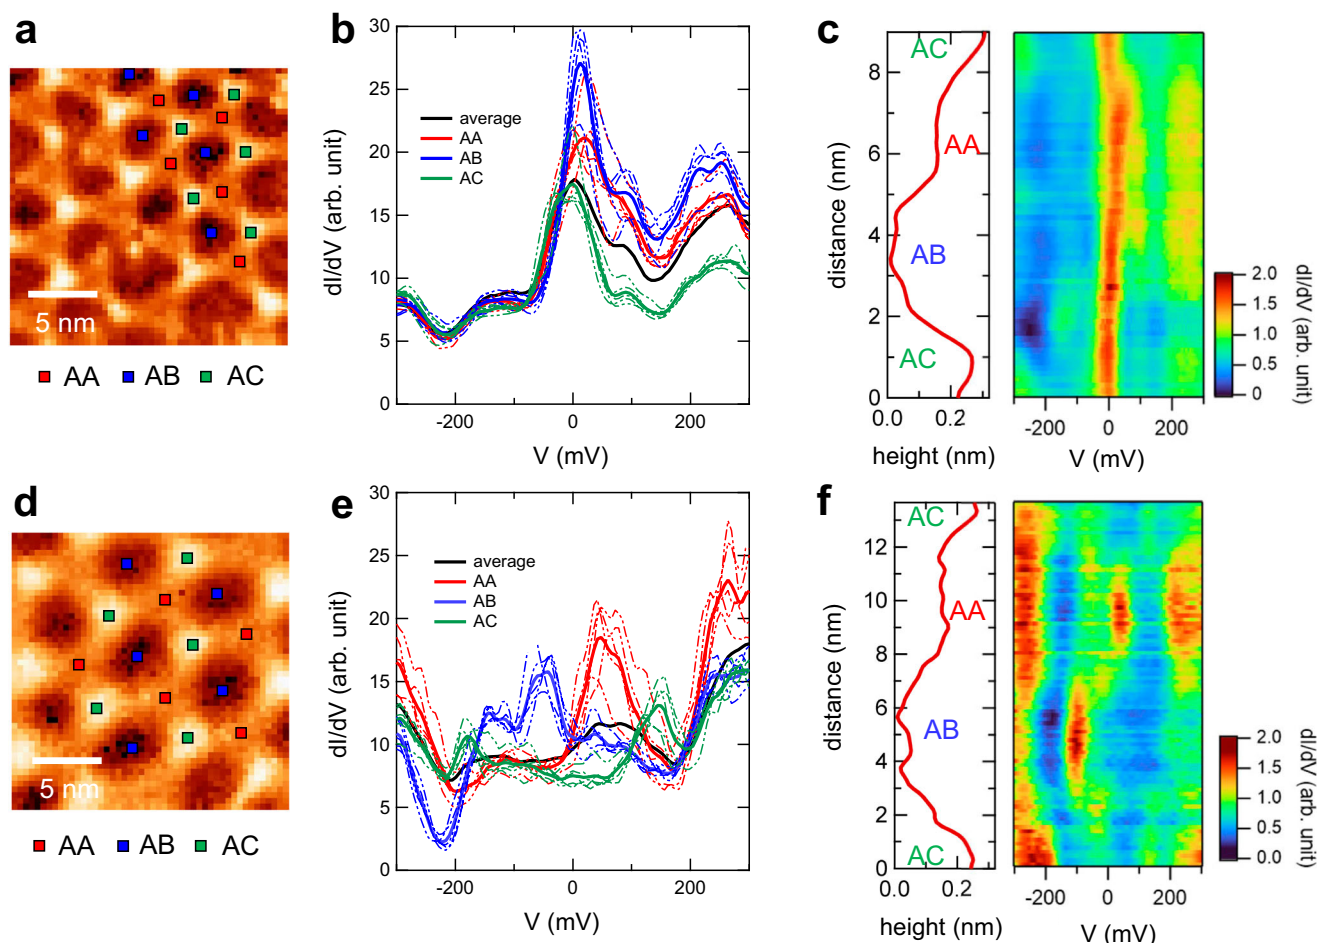 a
5 nm
AA AB AC
b
30
25
20
15
10
5
0
dI/dV (arb. unit)
average
AA
AB
AC
-200 0 200
V (mV)
c
8
6
4
2
0
distance (nm)
AC
AA
AB
AC
0.0 0.2
height (nm)
-200 0 200
V (mV)
2.0
1.5
1.0
0.5
0
dI/dV (arb. unit)
d
5 nm
AA AB AC
e
30
25
20
15
10
5
0
dI/dV (arb. unit)
average
AA
AB
AC
-200 0 200
V (mV)
f
12
10
8
6
4
2
0
distance (nm)
AC
AA
AB
AC
0.0 0.2
height (nm)
-200 0 200
V (mV)
2.0
1.5
1.0
0.5
0.0
dI/dV (arb. unit)